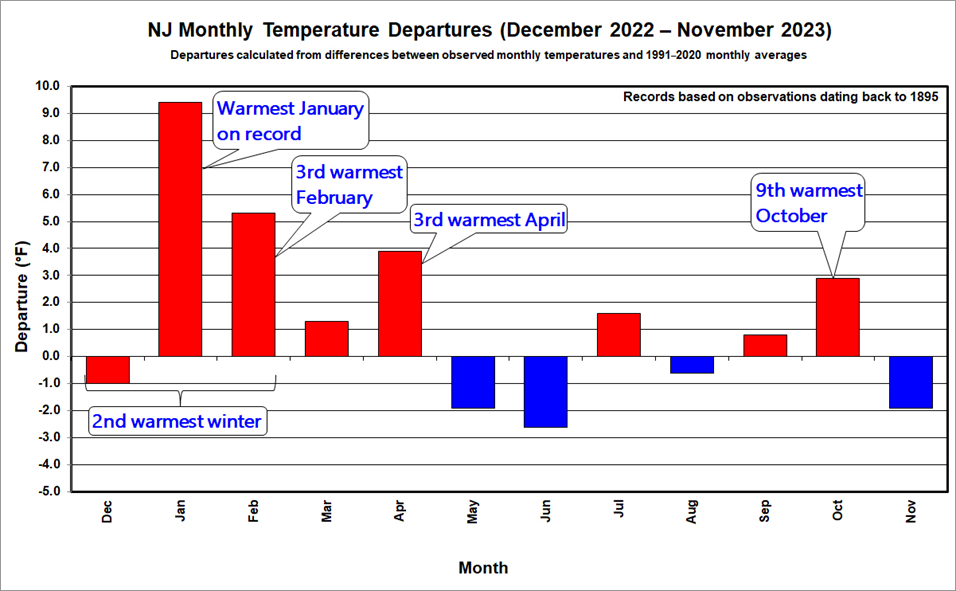 NJ Monthly Temperature Departures (December 2022 – November 2023)
Departures calculated from differences between observed monthly temperatures and 1991–2020 monthly averages
Records based on observations dating back to 1895
10.0
9.0
8.0
7.0
6.0
5.0
4.0
3.0
2.0
1.0
0.0
-1.0
-2.0
-3.0
-4.0
-5.0
Departure (°F)
Warmest January
on record
3rd warmest
February
3rd warmest April
9th warmest
October
2nd warmest winter
Dec
Jan
Feb
Mar
Apr
May
Jun
Jul
Aug
Sep
Oct
Nov
Month